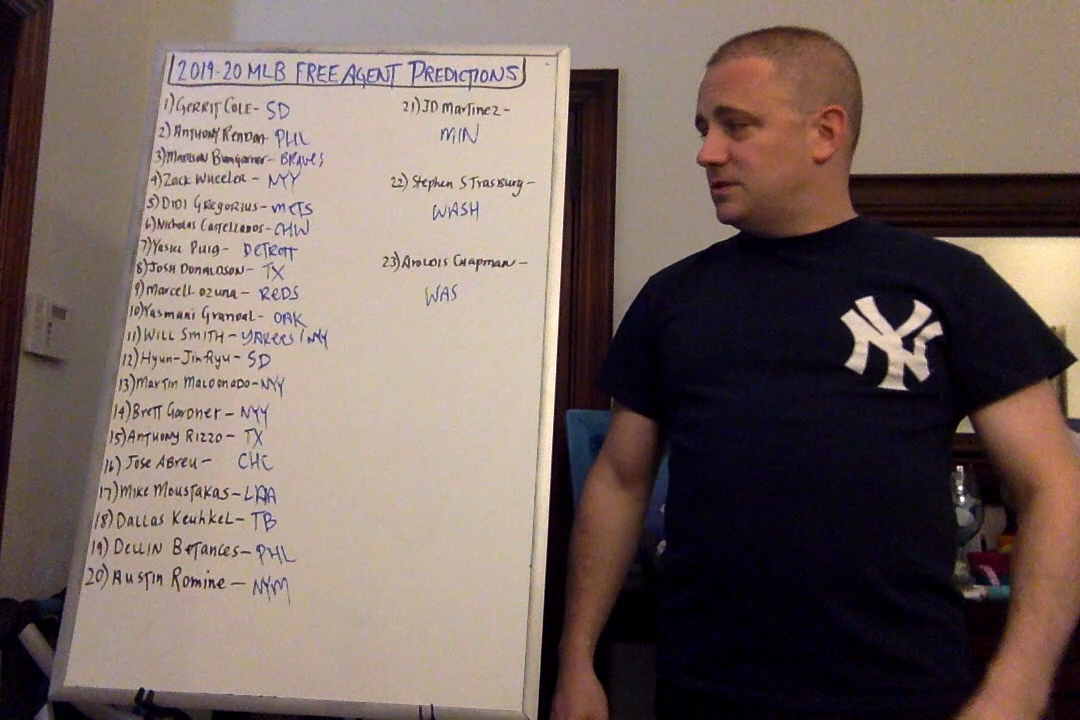 2019-20 MLB FREE AGENT PREDICTIONS
1) GERRIT COLE - SD
2) ANTHONY RENDON - PHL
3) MADISON BUMGARNER - BRAVES
4) ZACK WHEELER - NYY
5) DIDI GREGORIUS - METS
6) NICHOLAS CASTELLANOS - CHW
7) YASIEL PUIG - DETROIT
8) JOSH DONALDSON - TX
9) MARCELL OZUNA - REDS
10) YASMANI GRANDAL - OAK
11) WILL SMITH - YANKEES / NYY
12) HYUN-JIN RYU - SD
13) MARTIN MALDONADO - NYY
14) BRETT GARDNER - NYY
15) ANTHONY RIZZO - TX
16) JOSE ABREU - CHC
17) MIKE MOUSTAKAS - LAA
18) DALLAS KEUHKEL - TB
19) DELLIN BETANCES - PHL
20) AUSTIN ROMINE - NYM
21) JD MARTINEZ -
MIN
22) STEPHEN STRASBURG -
WASH
23) AROLDIS CHAPMAN -
WAS
NY